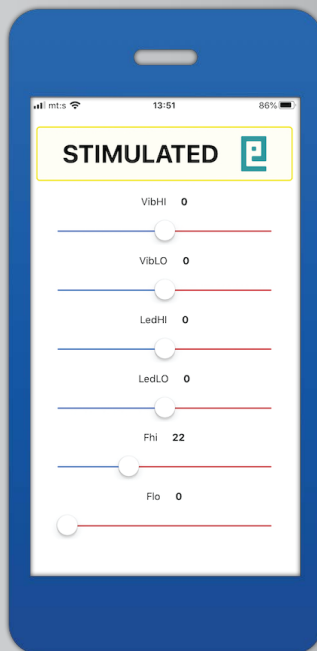 mt:s 13:51 86%
STIMULATED
VibHI 0
VibLO 0
LedHI 0
LedLO 0
Fhi 22
Flo 0